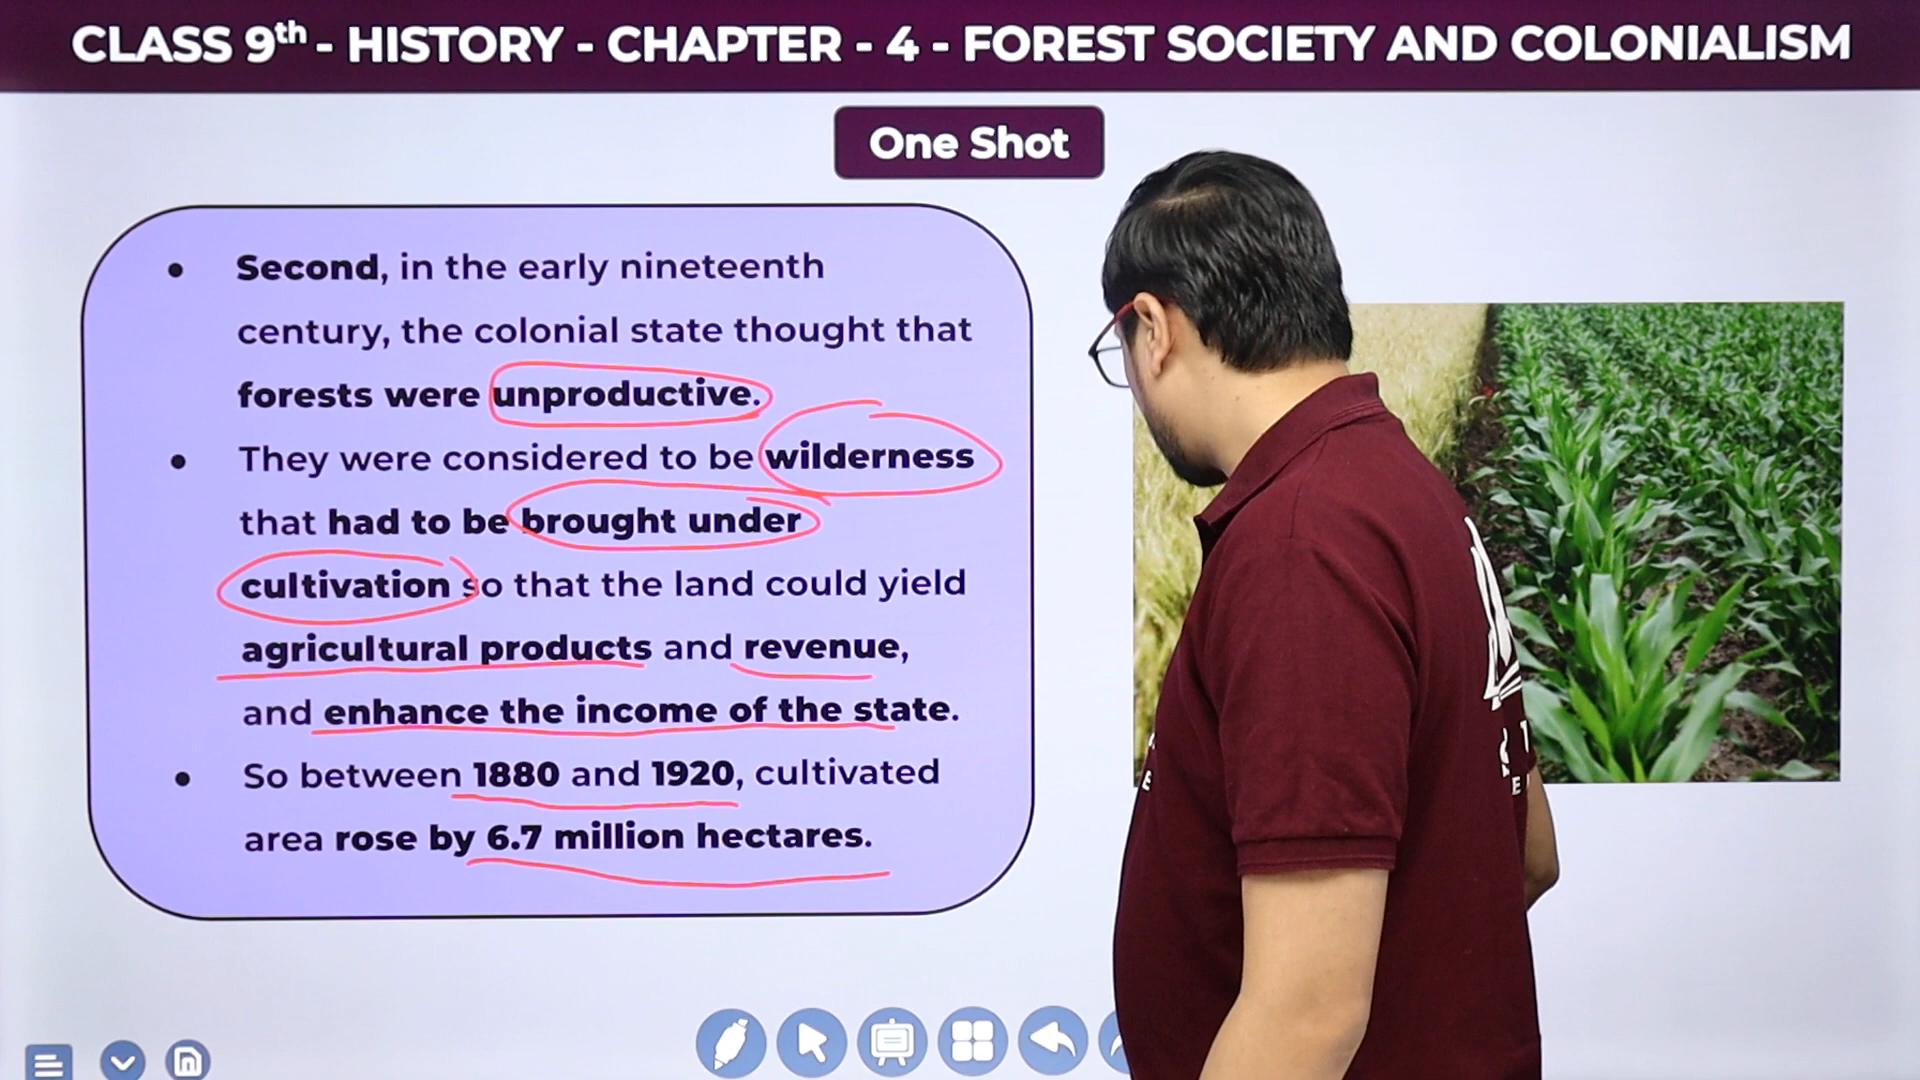 CLASS 9th - HISTORY - CHAPTER - 4 - FOREST SOCIETY AND COLONIALISM
One Shot
• Second, in the early nineteenth
century, the colonial state thought that
forests were unproductive.
• They were considered to be wilderness
that had to be brought under
cultivation so that the land could yield
agricultural products and revenue,
and enhance the income of the state.
• So between 1880 and 1920, cultivated
area rose by 6.7 million hectares.